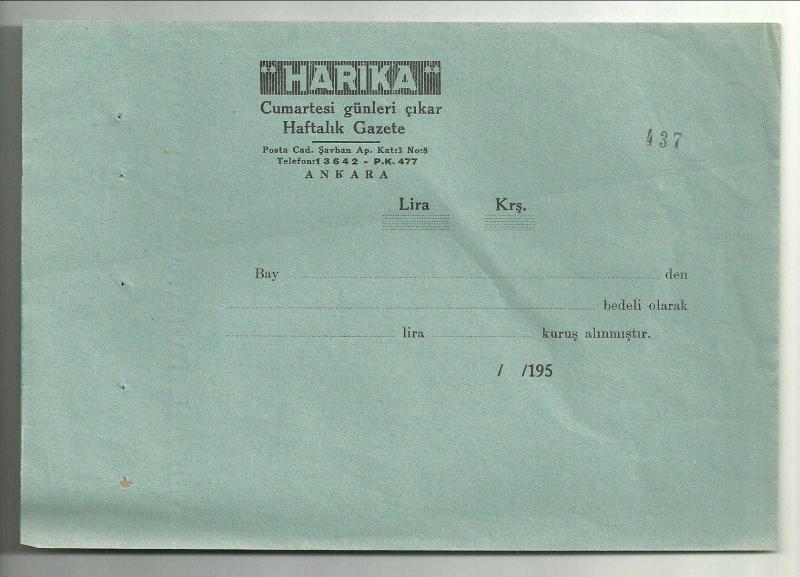 HARIKA
Cumartesi günleri çıkar
Haftalık Gazete
Posta Cad. Şavban Ap. Kat:3 No:8
Telefon:13642 - P.K. 477
ANKARA
437
Lira Krş.
Bay den
bedeli olarak
lira kuruş alınmıştır.
/ /195